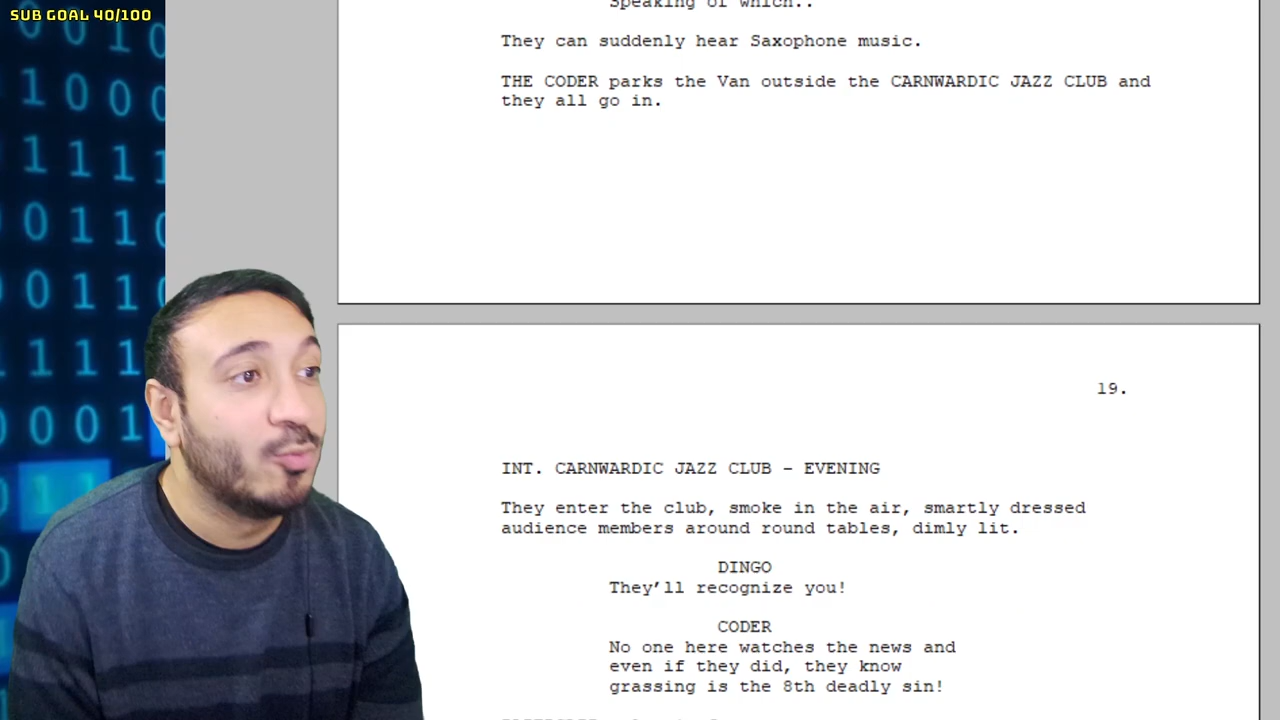 SUB GOAL 40/100
Speaking of which..
They can suddenly hear Saxophone music.
THE CODER parks the Van outside the CARNWARDIC JAZZ CLUB and
they all go in.
19.
INT. CARNWARDIC JAZZ CLUB – EVENING
They enter the club, smoke in the air, smartly dressed
audience members around round tables, dimly lit.
DINGO
They’ll recognize you!
CODER
No one here watches the news and
even if they did, they know
grassing is the 8th deadly sin!